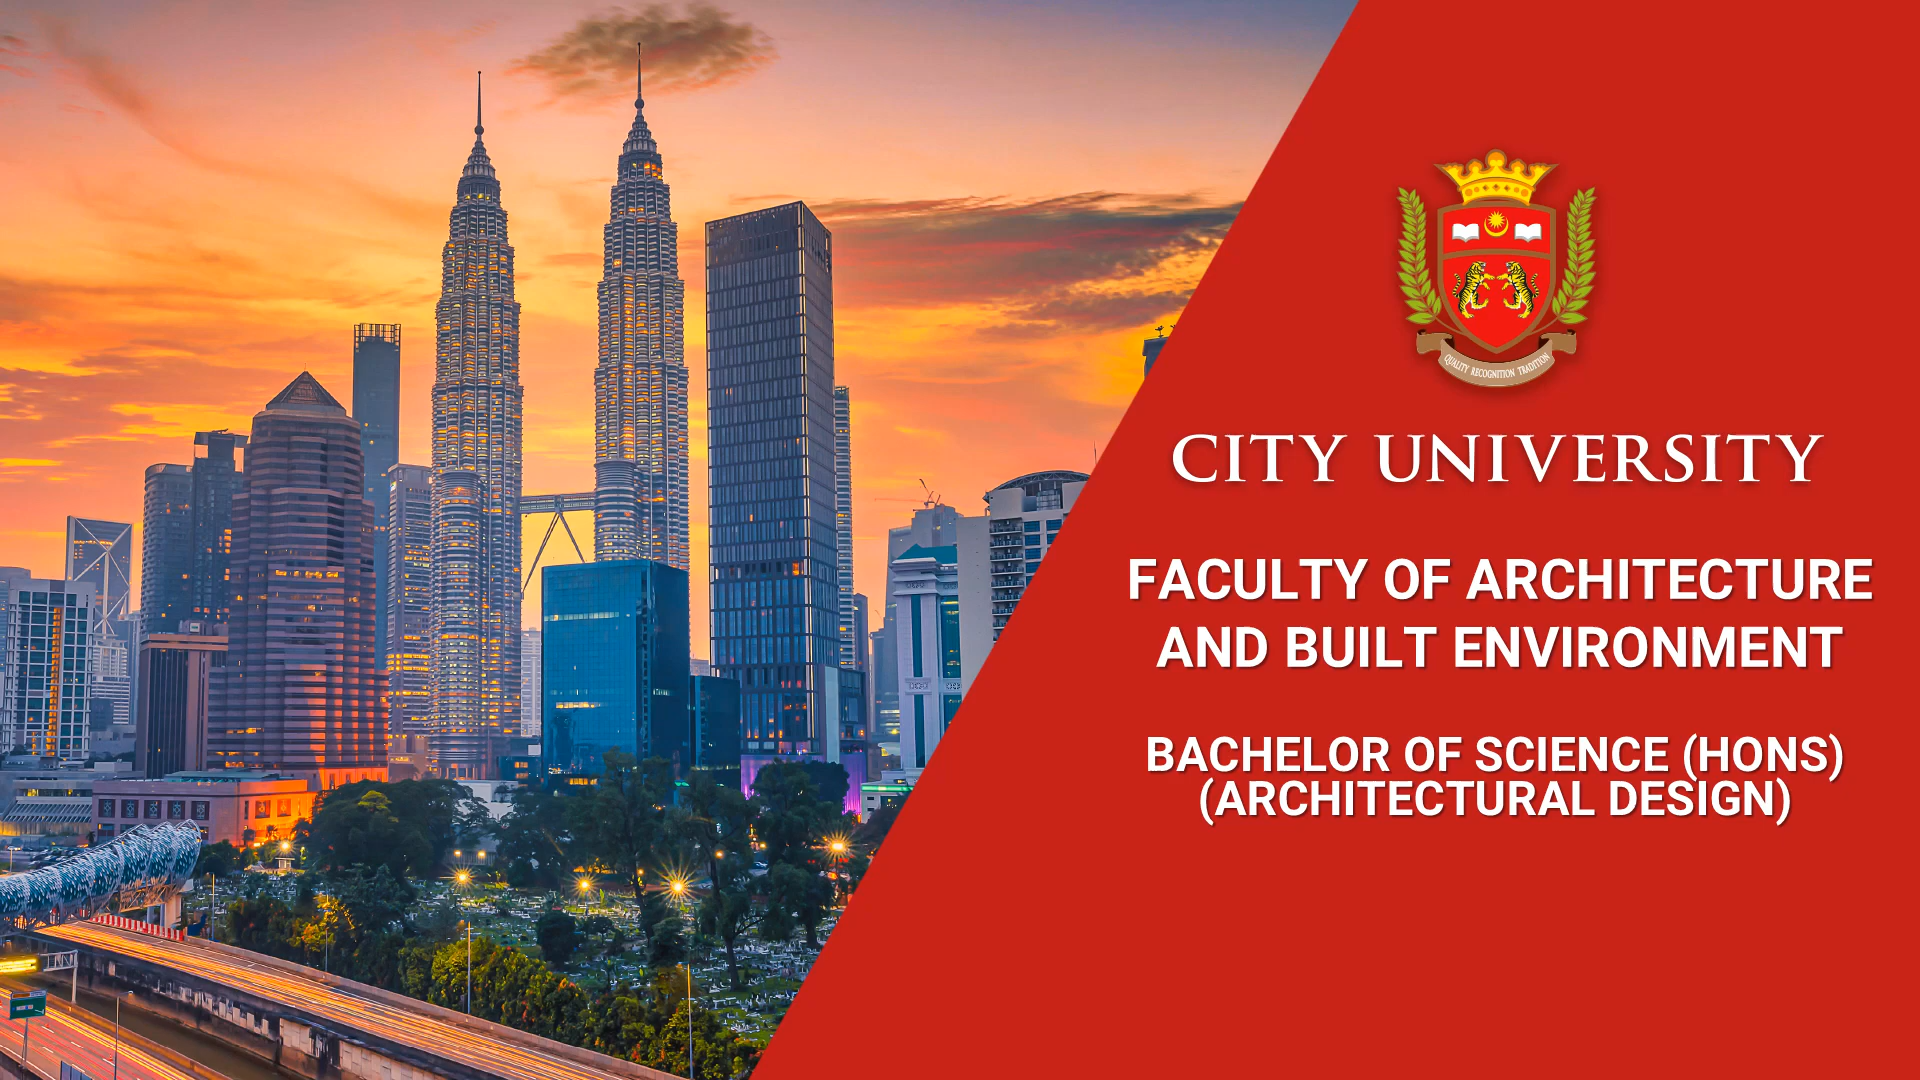 QUALITY RECOGNITION TRADITION
CITY UNIVERSITY
FACULTY OF ARCHITECTURE
AND BUILT ENVIRONMENT
BACHELOR OF SCIENCE (HONS)
(ARCHITECTURAL DESIGN)